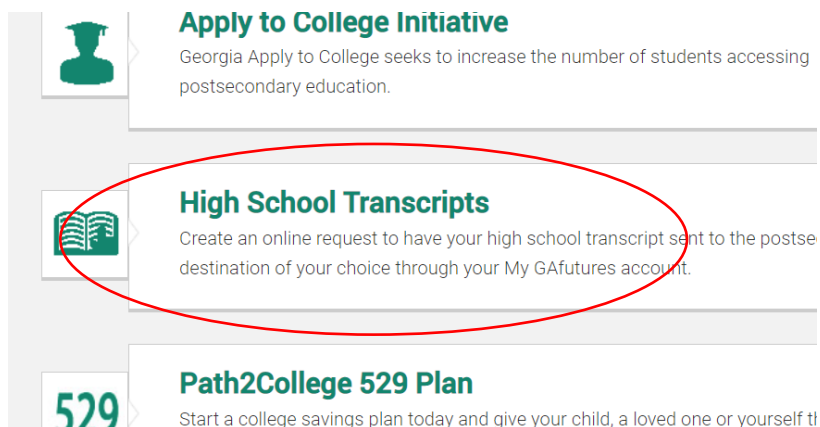 Apply to College Initiative
Georgia Apply to College seeks to increase the number of students accessing
postsecondary education.
High School Transcripts
Create an online request to have your high school transcript sent to the
destination of your choice through your My GAfutures account.
529
Path2College 529 Plan
Start a college savings plan today and give your child, a loved one or yourself